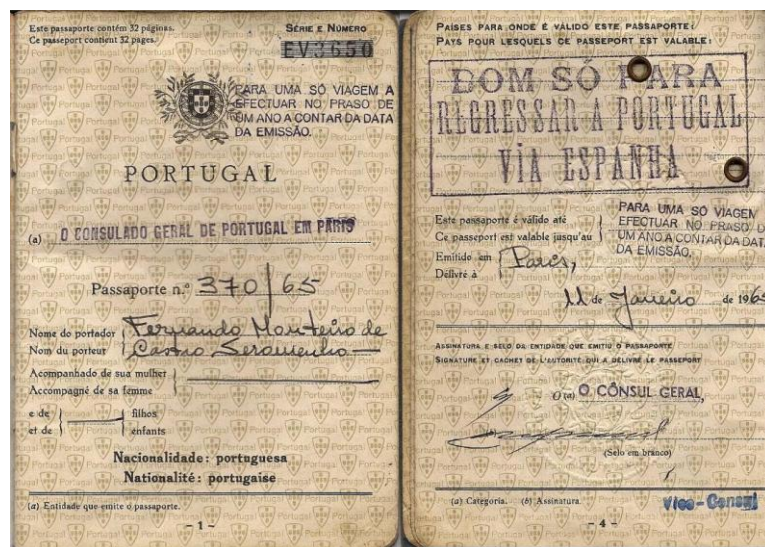 Este passaporte contém 32 páginas.
Ce passeport contient 32 pages.
SÉRIE E NÚMERO
EV3650
PARA UMA SÓ VIAGEM A
EFECTUAR NO PRASO DE
UM ANO A CONTAR DA DATA
DA EMISSÃO.
PORTUGAL
(a) O CONSULADO GERAL DE PORTUGAL EM PARIS
Passaporte n.º 370/65
Nome do portador
Nom du porteur
Fernando Monteiro de
Castro Soromenho
Acompanhado de sua mulher
Accompagné de sa femme
e de filhos
et de enfants
Nacionalidade: portuguesa
Nationalité: portugaise
(a) Entidade que emite o passaporte.
- 1 -
PAÍSES PARA ONDE É VÁLIDO ESTE PASSAPORTE:
PAYS POUR LESQUELS CE PASSEPORT EST VALABLE:
BOM SÓ PARA
REGRESSAR A PORTUGAL
VIA ESPANHA
Este passaporte é válido até
Ce passeport est valable jusqu'au
PARA UMA SÓ VIAGEM
EFECTUAR NO PRASO D
UM ANO A CONTAR DA DATA
DA EMISSÃO.
Emitido em
Délivré à
Paris,
11 de Janeiro de 1965
ASSINATURA E SELO DA ENTIDADE QUE EMITIU O PASSAPORTE
SIGNATURE ET CACHET DE L'AUTORITÉ QUI A DÉLIVRÉ LE PASSEPORT
O (a) O CÔNSUL GERAL,
(Selo em branco)
(a) Categoria. (b) Assinatura.
Vice-Consul
- 4 -